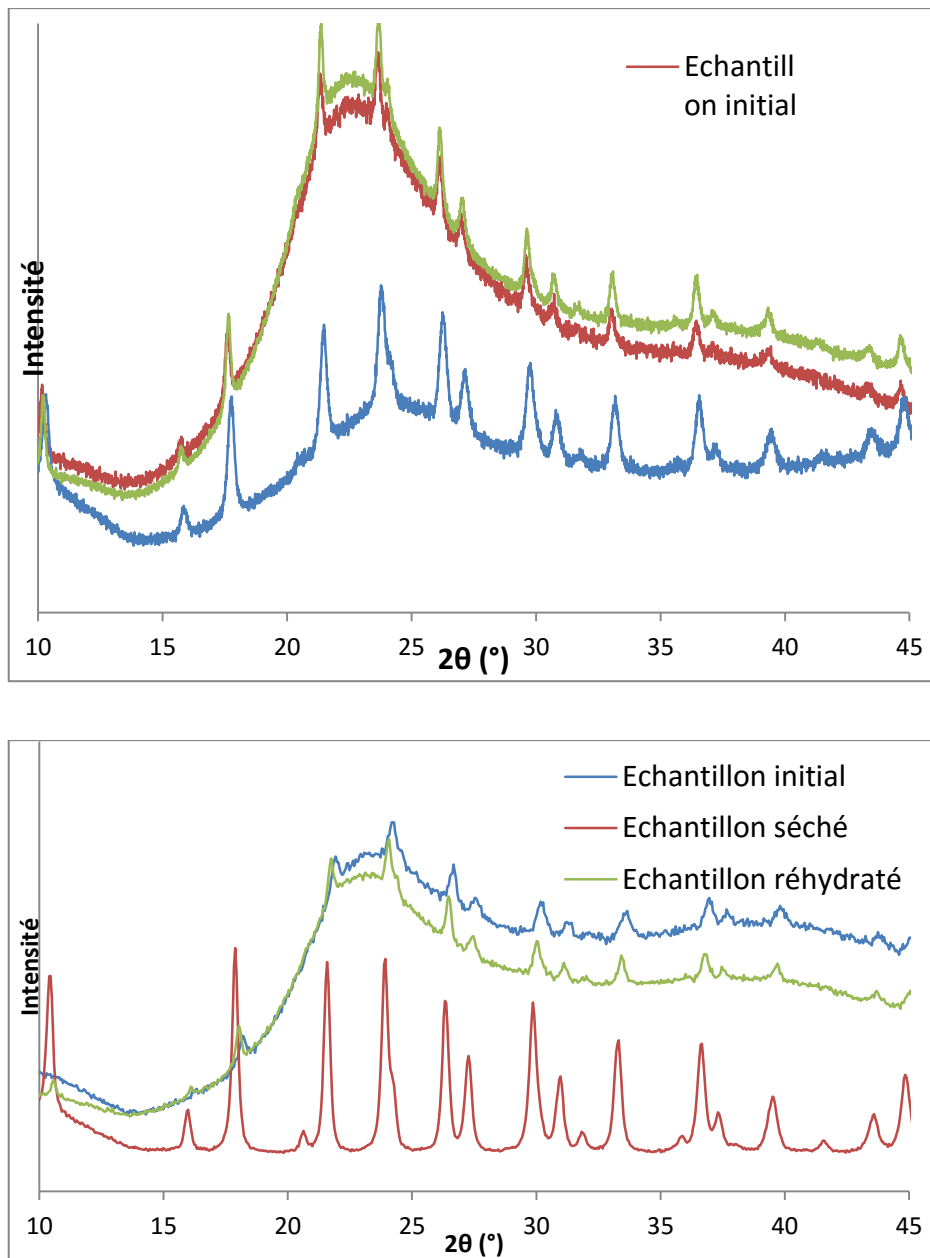 Echantill
on initial
Intensité
10 15 20 25 30 35 40 45
2θ (°)
Echantillon initial
Echantillon séché
Echantillon réhydraté
Intensité
10 15 20 25 30 35 40 45
2θ (°)